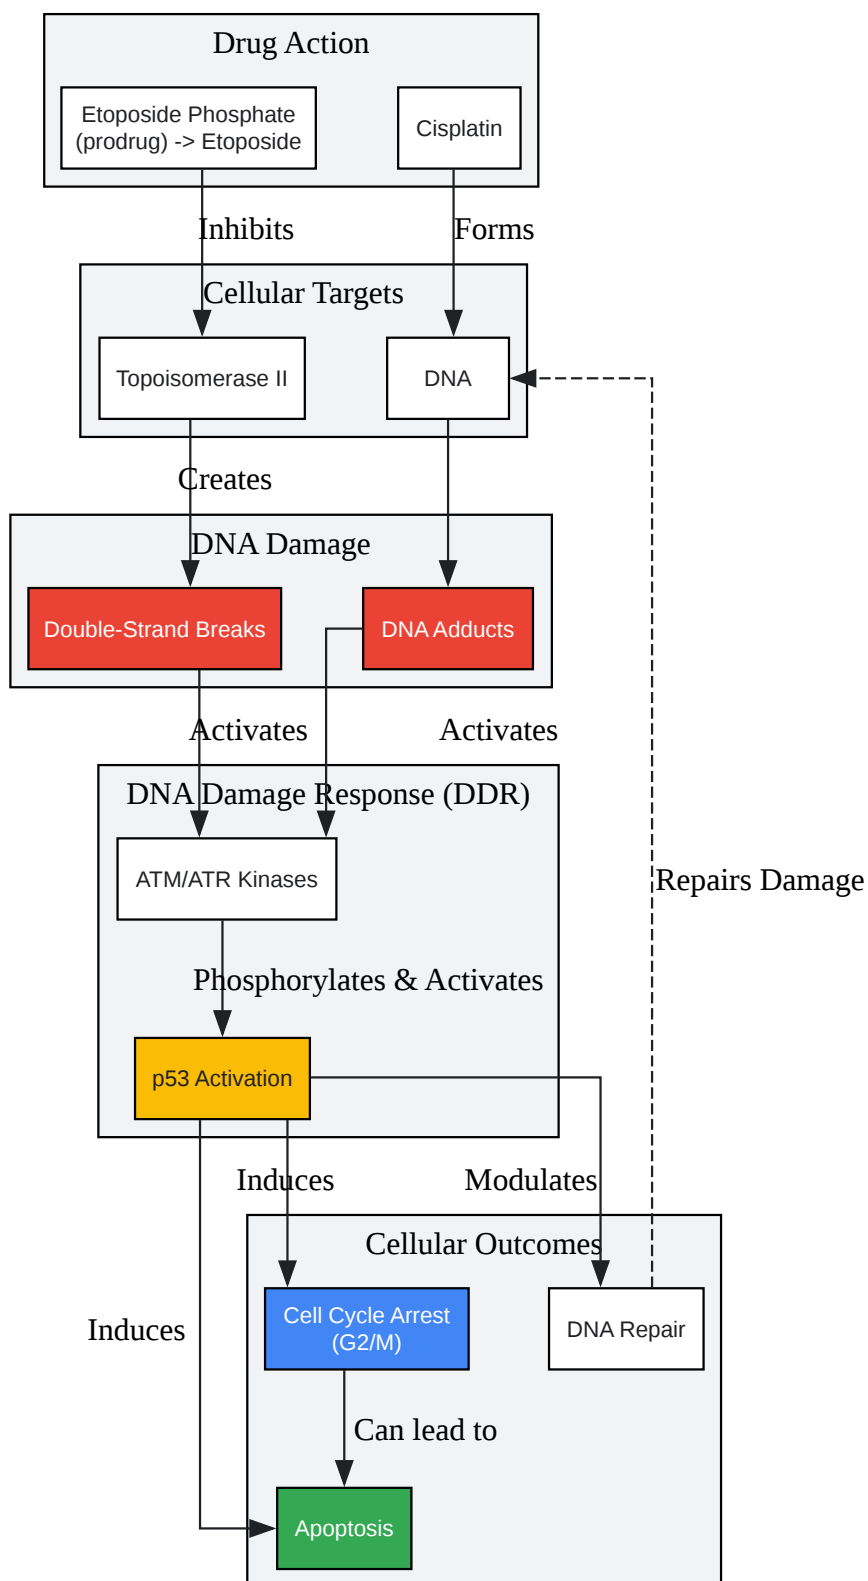 Drug Action
Etoposide Phosphate
(prodrug) -> Etoposide
Cisplatin
Inhibits
Forms
Cellular Targets
Topoisomerase II
DNA
Creates
DNA Damage
Double-Strand Breaks
DNA Adducts
Activates
Activates
DNA Damage Response (DDR)
ATM/ATR Kinases
Repairs Damage
Phosphorylates & Activates
p53 Activation
Induces
Modulates
Cellular Outcomes
Cell Cycle Arrest
(G2/M)
DNA Repair
Induces
Can lead to
Apoptosis